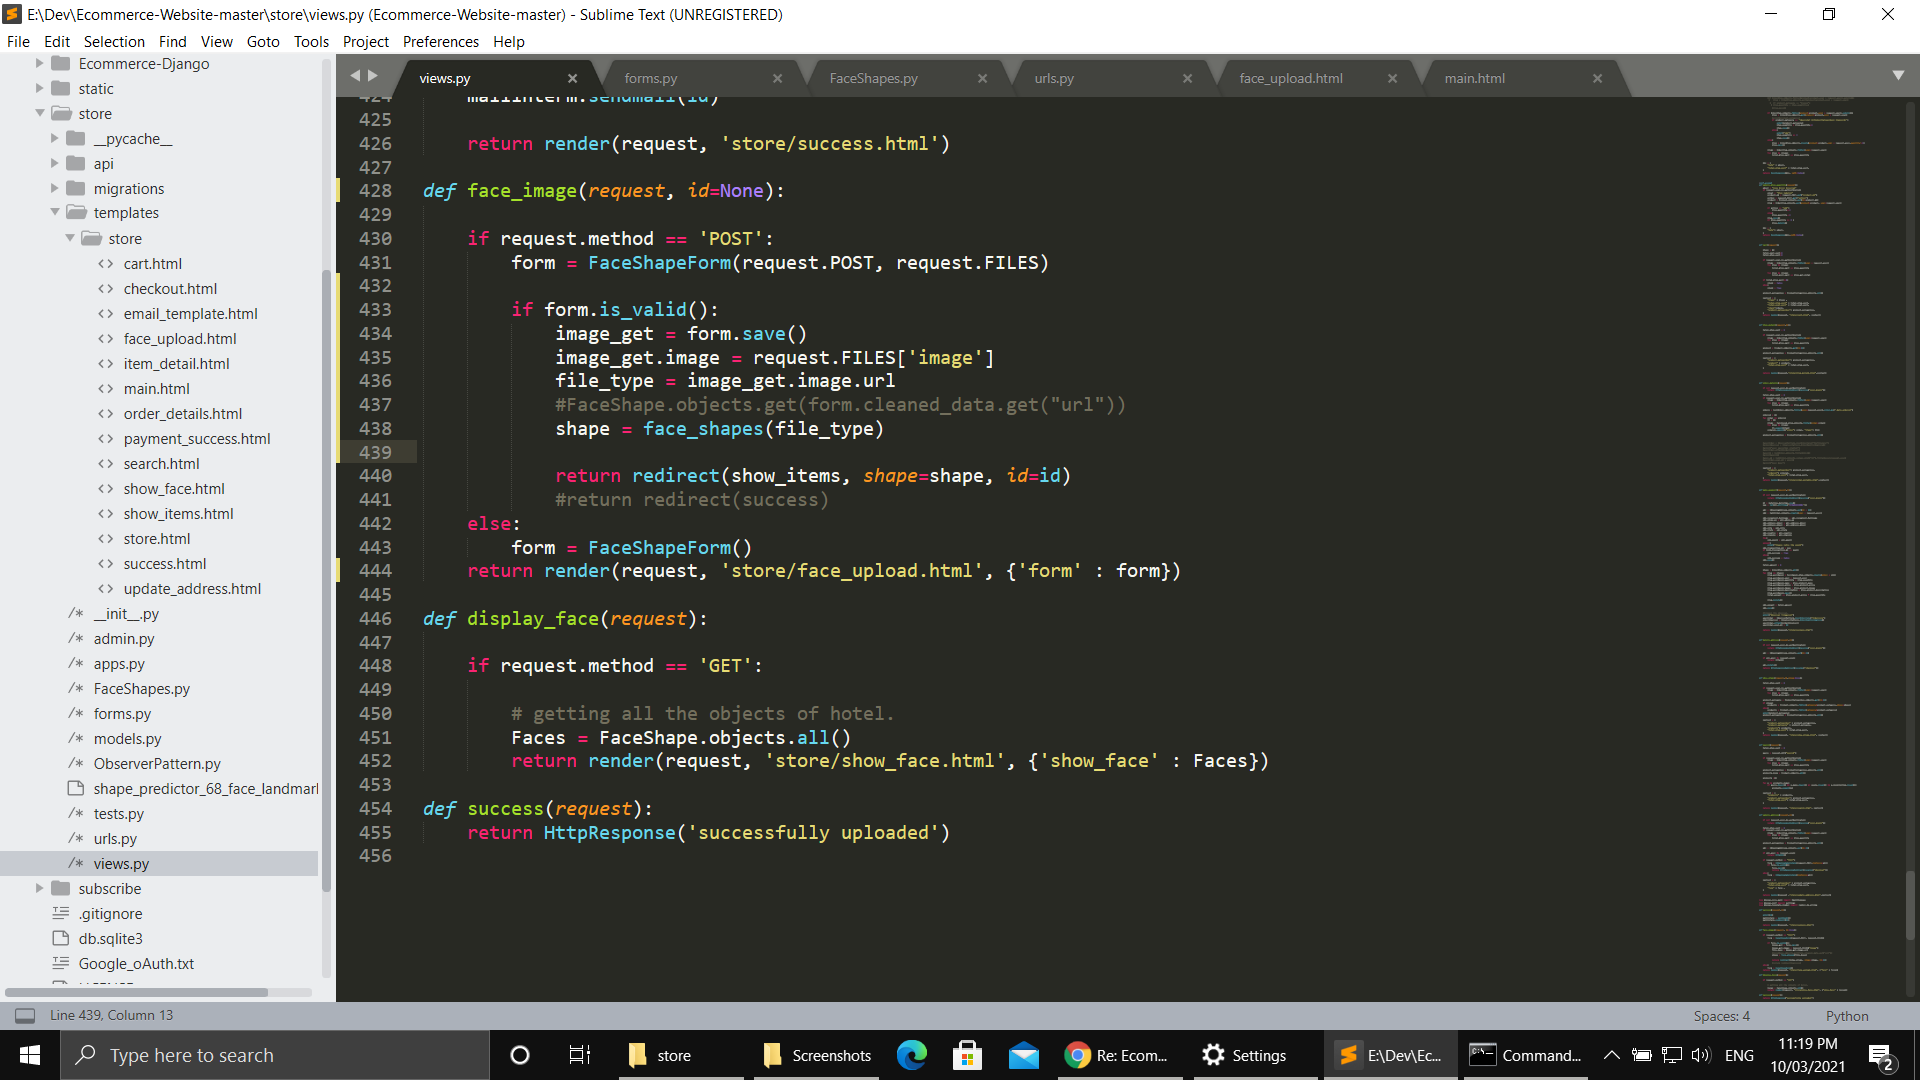 E:\Dev\Ecommerce-Website-master\store\views.py (Ecommerce-Website-master) - Sublime Text (UNREGISTERED)
File Edit Selection Find View Goto Tools Project Preferences Help
Ecommerce-Django
static
store
__pycache__
api
migrations
templates
store
cart.html
checkout.html
email_template.html
face_upload.html
item_detail.html
main.html
order_details.html
payment_success.html
search.html
show_face.html
show_items.html
store.html
success.html
update_address.html
__init__.py
admin.py
apps.py
FaceShapes.py
forms.py
models.py
ObserverPattern.py
shape_predictor_68_face_landmar
tests.py
urls.py
views.py
subscribe
.gitignore
db.sqlite3
Google_oAuth.txt
views.py forms.py FaceShapes.py urls.py face_upload.html main.html
424 mailinterm.sendmail(id)
425
426 return render(request, 'store/success.html')
427
428 def face_image(request, id=None):
429
430 if request.method == 'POST':
431 form = FaceShapeForm(request.POST, request.FILES)
432
433 if form.is_valid():
434 image_get = form.save()
435 image_get.image = request.FILES['image']
436 file_type = image_get.image.url
437 #FaceShape.objects.get(form.cleaned_data.get("url"))
438 shape = face_shapes(file_type)
439
440 return redirect(show_items, shape=shape, id=id)
441 #return redirect(success)
442 else:
443 form = FaceShapeForm()
444 return render(request, 'store/face_upload.html', {'form' : form})
445
446 def display_face(request):
447
448 if request.method == 'GET':
449
450 # getting all the objects of hotel.
451 Faces = FaceShape.objects.all()
452 return render(request, 'store/show_face.html', {'show_face' : Faces})
453
454 def success(request):
455 return HttpResponse('successfully uploaded')
456
Line 439, Column 13
Spaces: 4 Python
Type here to search
store
Screenshots
Re: Ecom...
Settings
E:\Dev\Ec...
Command...
ENG
11:19 PM
10/03/2021
2